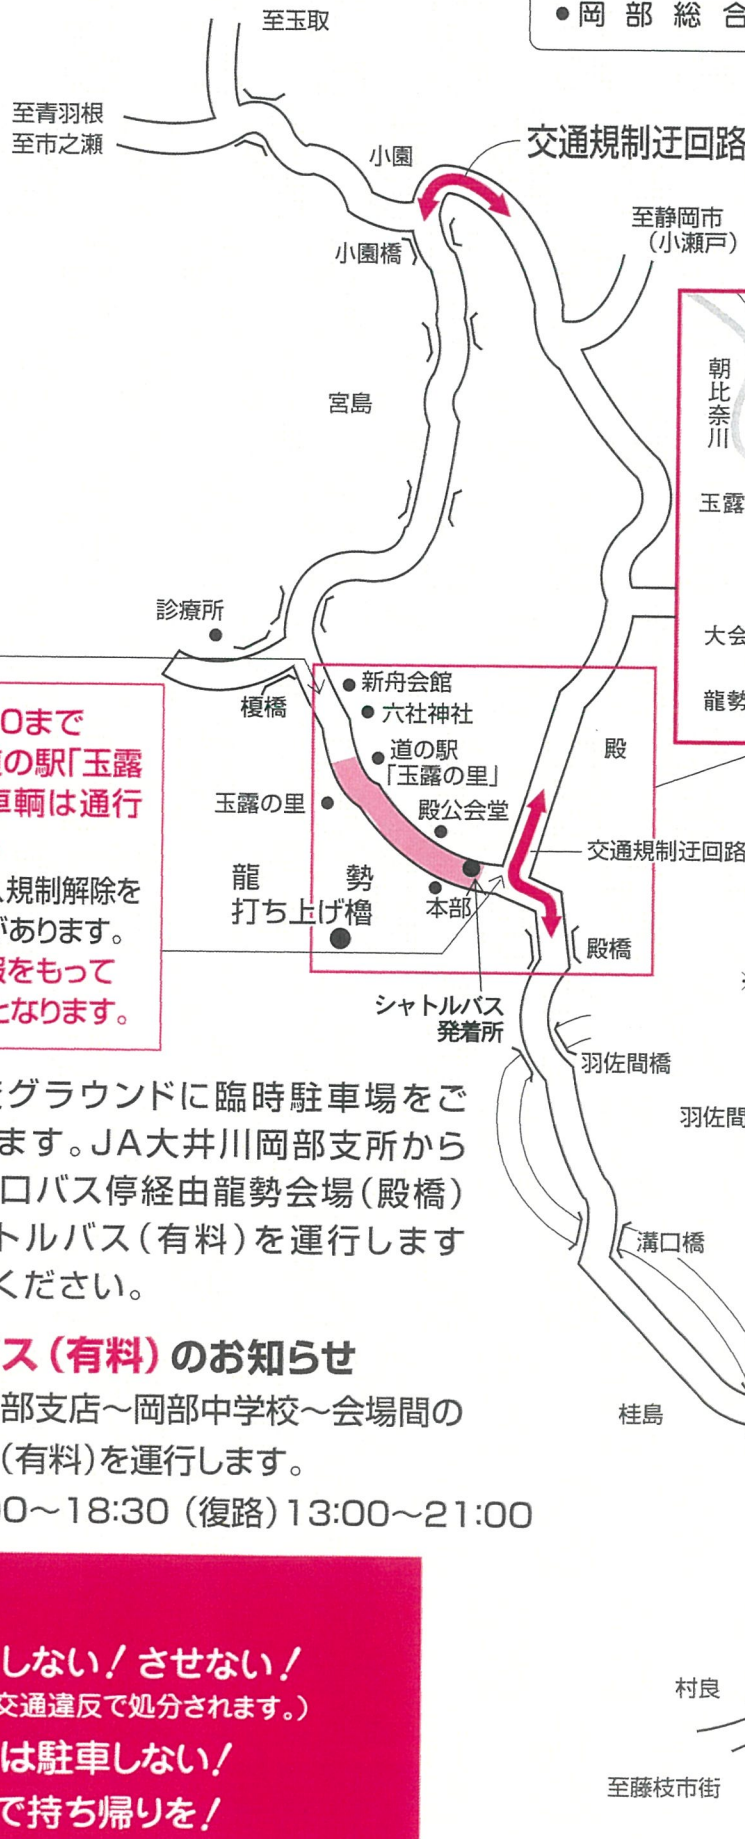 至玉取
●岡部総合
至青羽根
至市之瀬
小園
交通規制迂回路
至静岡市
(小瀬戸)
小園橋
朝比奈川
宮島
玉露
診療所
大会
龍勢
榎橋
新舟会館
六社神社
道の駅
「玉露の里」
殿
玉露の里
殿公会堂
交通規制迂回路
龍勢
打ち上げ櫓
本部
殿橋
シャトルバス
発着所
0まで
の駅「玉露
車輌は通行
、規制解除を
があります。
報をもって
となります。
羽佐間橋
羽佐間
グラウンドに臨時駐車場をご
ます。JA大井川岡部支所から
口バス停経由龍勢会場(殿橋)
トルバス(有料)を運行します
ください。
溝口橋
ス(有料)のお知らせ
部支店～岡部中学校～会場間の
(有料)を運行します。
00～18:30 (復路)13:00～21:00
桂島
しない！させない！
交通違反で処分されます。)
は駐車しない！
で持ち帰りを！
村良
至藤枝市街